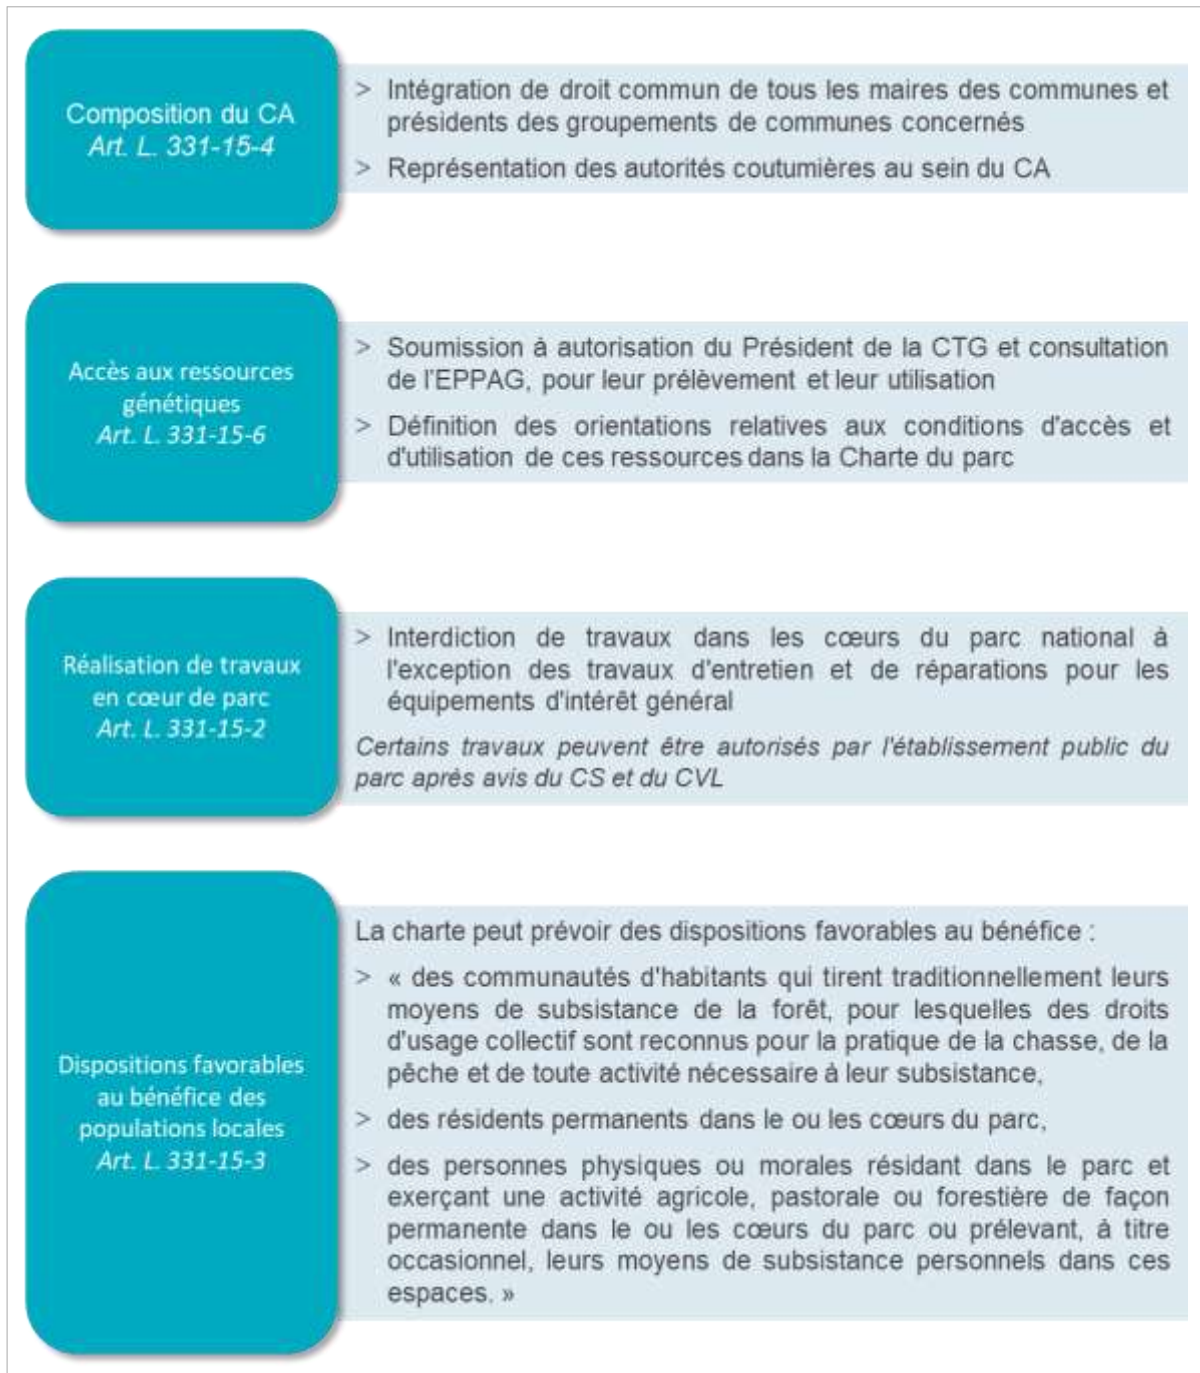 Composition du CA
Art. L. 331-15-4
> Intégration de droit commun de tous les maires des communes et
présidents des groupements de communes concernés
> Représentation des autorités coutumières au sein du CA
Accès aux ressources
génétiques
Art. L. 331-15-6
> Soumission à autorisation du Président de la CTG et consultation
de l'EPPAG, pour leur prélèvement et leur utilisation
> Définition des orientations relatives aux conditions d'accès et
d'utilisation de ces ressources dans la Charte du parc
Réalisation de travaux
en cœur de parc
Art. L. 331-15-2
> Interdiction de travaux dans les cœurs du parc national à
l'exception des travaux d'entretien et de réparations pour les
équipements d'intérêt général
Certains travaux peuvent être autorisés par l'établissement public du
parc après avis du CS et du CVL
Dispositions favorables
au bénéfice des
populations locales
Art. L. 331-15-3
La charte peut prévoir des dispositions favorables au bénéfice :
> « des communautés d'habitants qui tirent traditionnellement leurs
moyens de subsistance de la forêt, pour lesquelles des droits
d'usage collectif sont reconnus pour la pratique de la chasse, de la
pêche et de toute activité nécessaire à leur subsistance,
> des résidents permanents dans le ou les cœurs du parc,
> des personnes physiques ou morales résidant dans le parc et
exerçant une activité agricole, pastorale ou forestière de façon
permanente dans le ou les cœurs du parc ou prélevant, à titre
occasionnel, leurs moyens de subsistance personnels dans ces
espaces. »